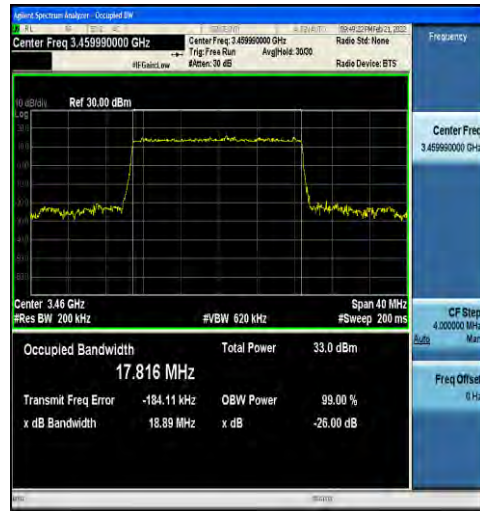 Agilent Spectrum Analyzer - Occupied BW
RL
Center Freq 3.459990000 GHz
#IFGain:Low
Center Freq: 3.459990000 GHz
Trig: Free Run Avg|Hold: 30/30
#Atten: 30 dB
09:49:22 PM Feb 21, 2022
Radio Std: None
Radio Device: BTS
10 dB/div Ref 30.00 dBm
Log
Center 3.46 GHz
#Res BW 200 kHz
#VBW 620 kHz
Span 40 MHz
#Sweep 200 ms
Occupied Bandwidth
17.816 MHz
Total Power 33.0 dBm
Transmit Freq Error -184.11 kHz
OBW Power 99.00 %
x dB Bandwidth 18.89 MHz
x dB -26.00 dB
Frequency
Center Freq
3.459990000 GHz
CF Step
4.000000 MHz
Auto Man
Freq Offset
0 Hz